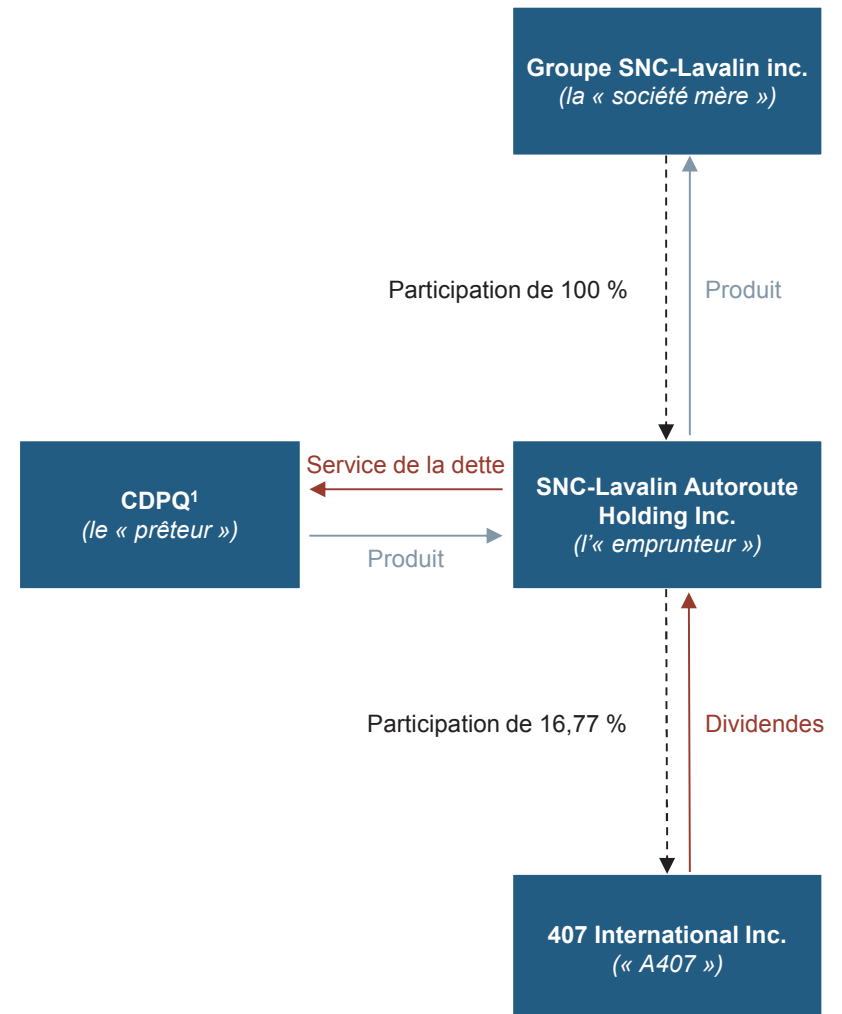 Groupe SNC-Lavalin inc.
(la « société mère »)
Participation de 100 %
Produit
Service de la dette
CDPQ¹
(le « prêteur »)
Produit
SNC-Lavalin Autoroute
Holding Inc.
(l'« emprunteur »)
Participation de 16,77 %
Dividendes
407 International Inc.
(« A407 »)